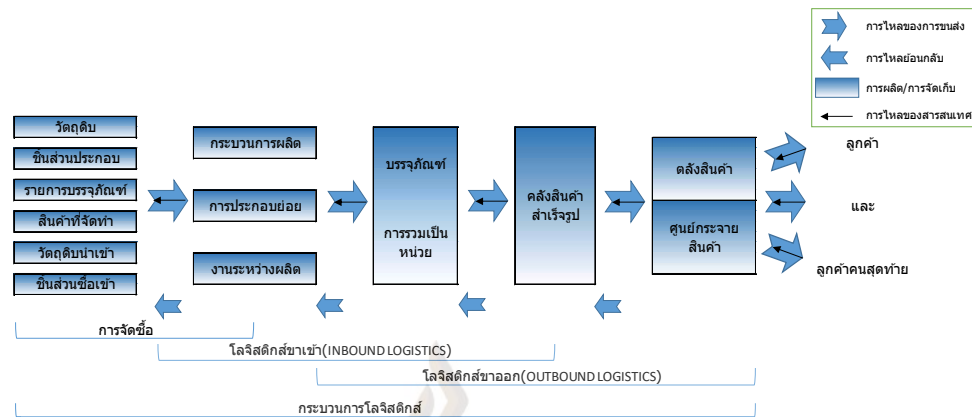 การไหลของการขนส่ง
การไหลย้อนกลับ
การผลิต/การจัดเก็บ
การไหลของสารสนเทศ
วัตถุดิบ
ชิ้นส่วนประกอบ
รายการบรรจุภัณฑ์
สินค้าที่จัดทำ
วัตถุดิบนำเข้า
ชิ้นส่วนซื้อเข้า
กระบวนการผลิต
การประกอบย่อย
งานระหว่างผลิต
บรรจุภัณฑ์
การรวมเป็น
หน่วย
คลังสินค้า
สำเร็จรูป
คลังสินค้า
ศูนย์กระจาย
สินค้า
ลูกค้า
และ
ลูกค้าคนสุดท้าย
การจัดซื้อ
โลจิสติกส์ขาเข้า(INBOUND LOGISTICS)
โลจิสติกส์ขาออก(OUTBOUND LOGISTICS)
กระบวนการโลจิสติกส์